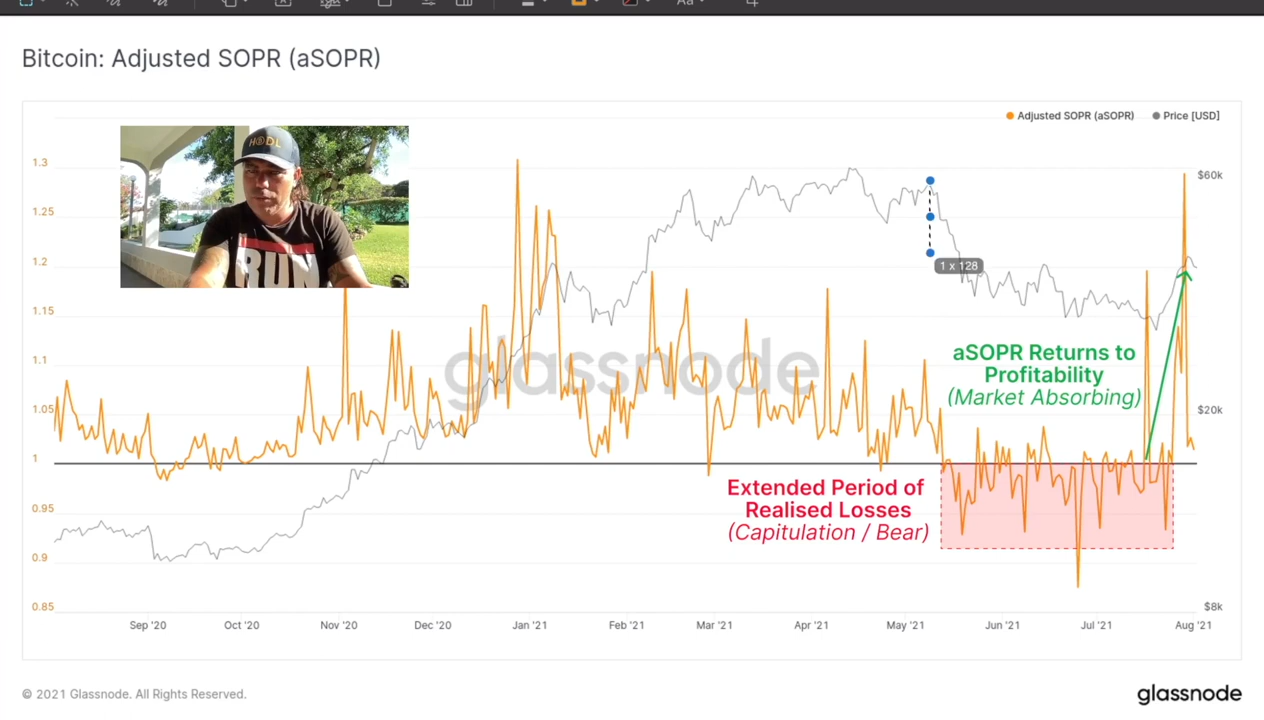 Bitcoin: Adjusted SOPR (aSOPR)
Adjusted SOPR (aSOPR) Price [USD]
HODL
RUN
1.3
1.25
1.2
1.15
1.1
1.05
1
0.95
0.9
0.85
$60k
$20k
$8k
1 x 128
glassnode
aSOPR Returns to
Profitability
(Market Absorbing)
Extended Period of
Realised Losses
(Capitulation / Bear)
Sep '20 Oct '20 Nov '20 Dec '20 Jan '21 Feb '21 Mar '21 Apr '21 May '21 Jun '21 Jul '21 Aug '21
© 2021 Glassnode. All Rights Reserved.
glassnode